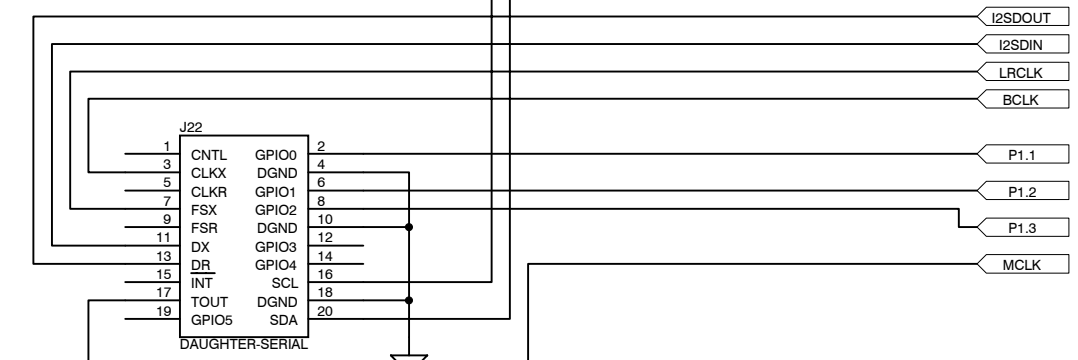 I2SDOUT
I2SDIN
LRCLK
BCLK
J22
1 CNTL GPIO0 2 P1.1
3 CLKX DGND 4
5 CLKR GPIO1 6 P1.2
7 FSX GPIO2 8
9 FSR DGND 10 P1.3
11 DX GPIO3 12
13 DR GPIO4 14 MCLK
15 INT SCL 16
17 TOUT DGND 18
19 GPIO5 SDA 20
DAUGHTER-SERIAL